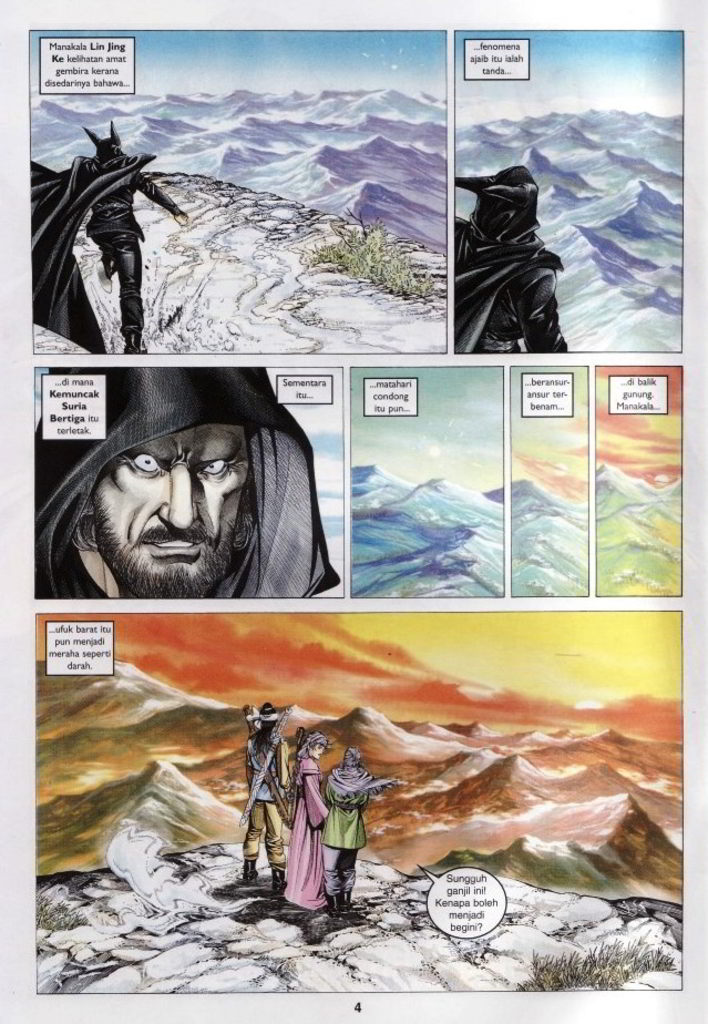 Manakala Lin Jing
Ke kelihatan amat
gembira kerana
disedarinya bahawa...
...fenomena
ajaib itu ialah
tanda...
...di mana
Kemuncak
Suria
Bertiga itu
terletak.
Sementara
itu...
...matahari
condong
itu pun...
...beransur-
ansur ter-
benam...
...di balik
gunung.
Manakala...
...ufuk barat itu
pun menjadi
meraha seperti
darah.
Sungguh
ganjil ini!
Kenapa boleh
menjadi
begini?
4